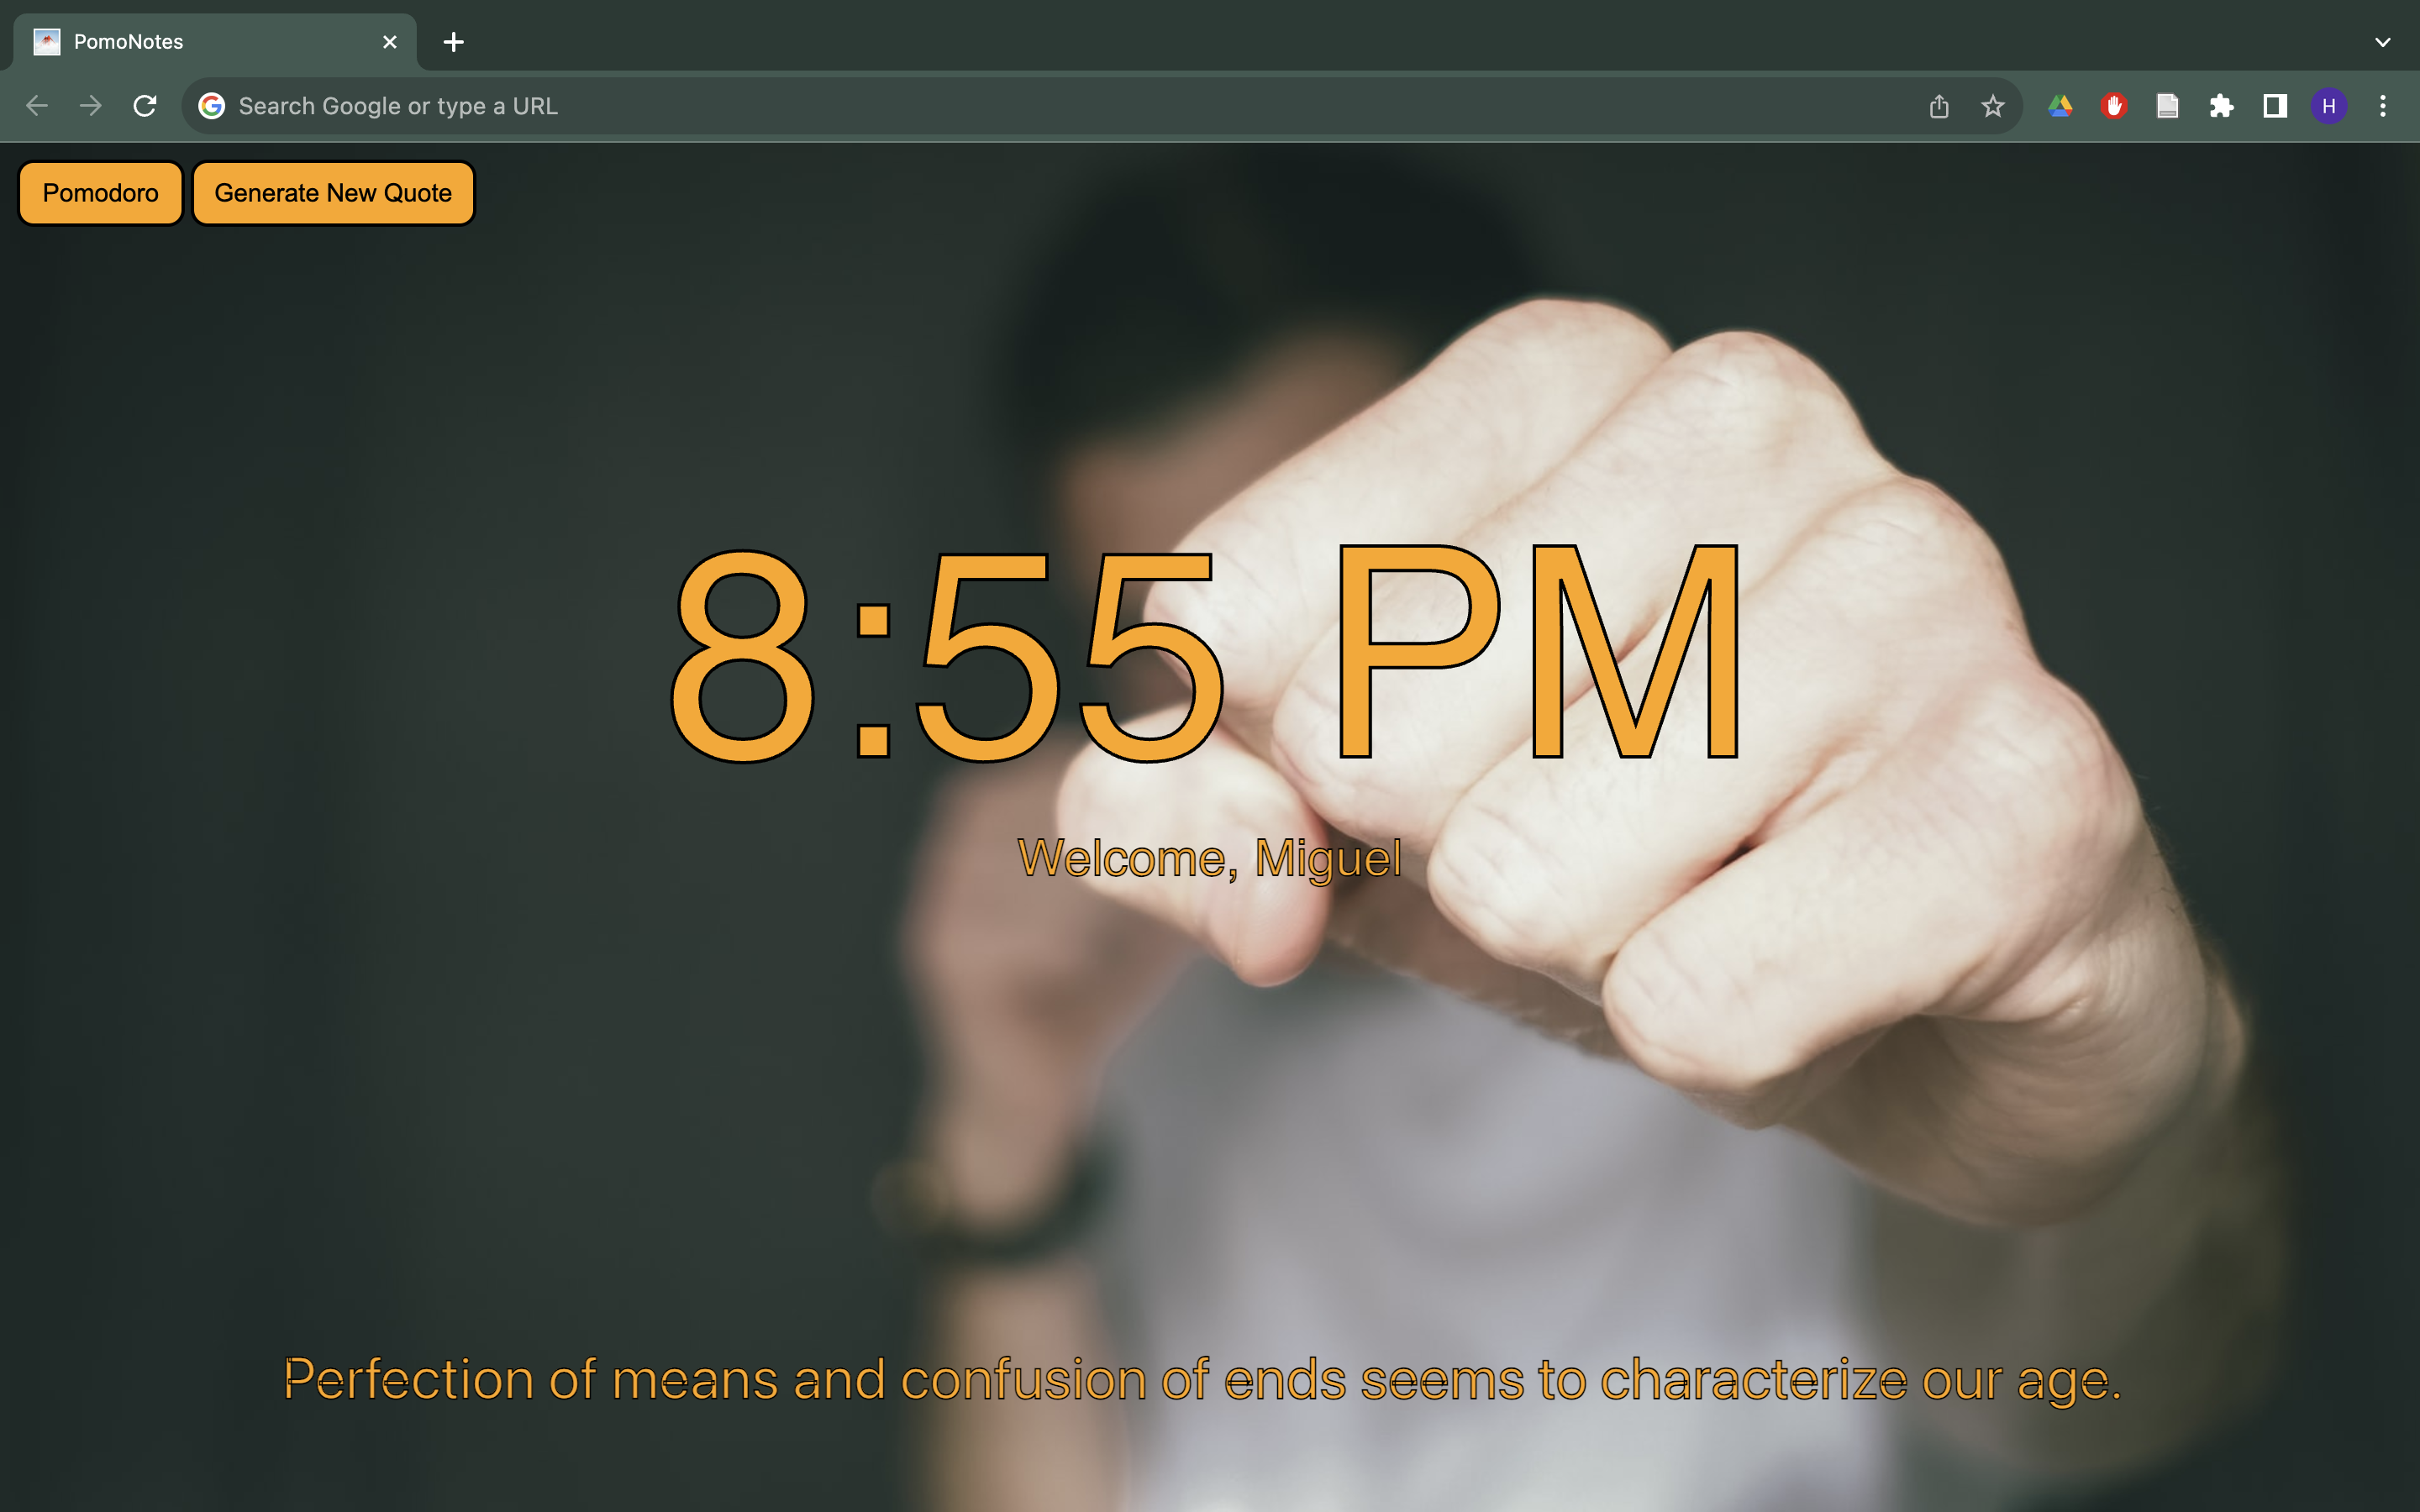 PomoNotes
Search Google or type a URL
H
Pomodoro
Generate New Quote
8:55 PM
Welcome, Miguel
Perfection of means and confusion of ends seems to characterize our age.